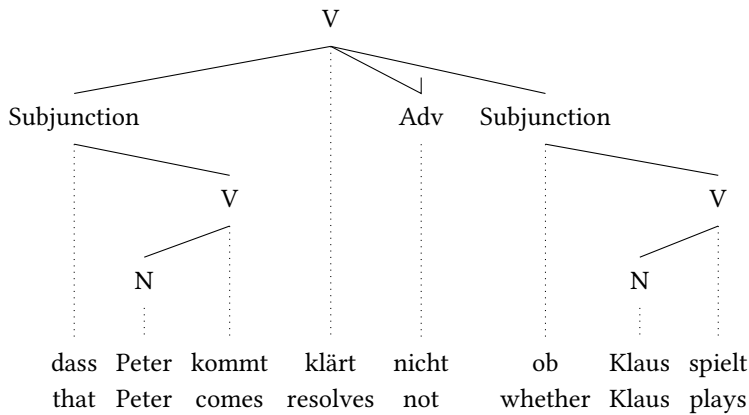 V
Subjunction Adv Subjunction
V V
N N
dass Peter kommt klärt nicht ob Klaus spielt
that Peter comes resolves not whether Klaus plays